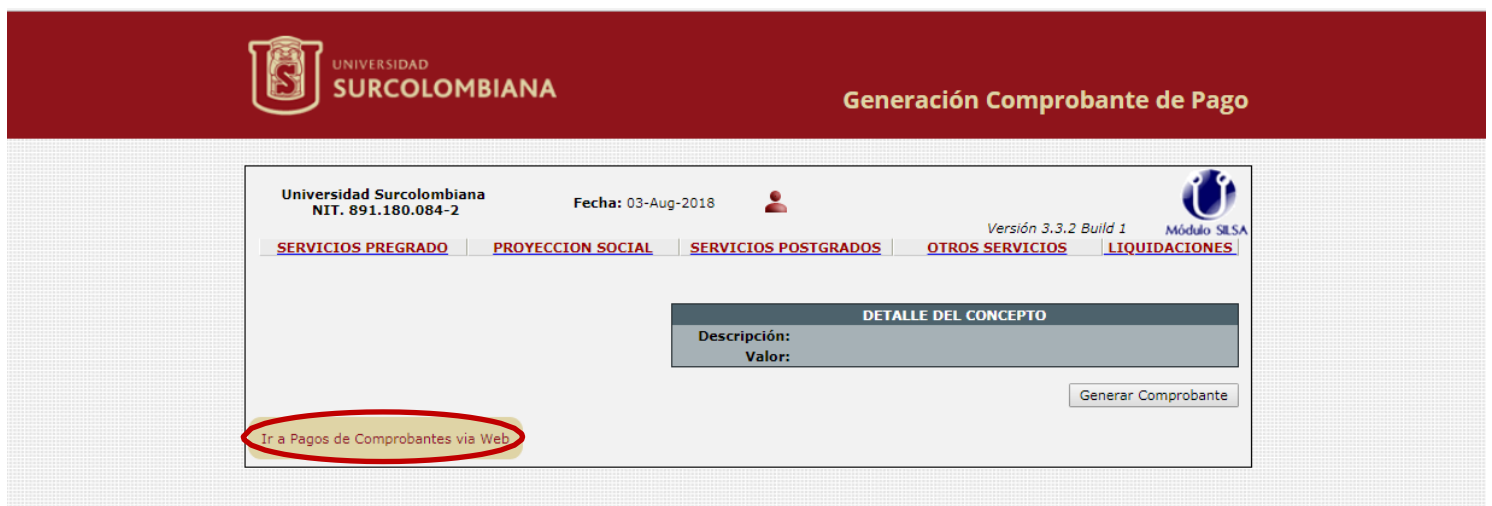 UNIVERSIDAD
SURCOLOMBIANA
Generación Comprobante de Pago
Universidad Surcolombiana
NIT. 891.180.084-2
Fecha: 03-Aug-2018
Versión 3.3.2 Build 1
Módulo SILSA
SERVICIOS PREGRADO PROYECCION SOCIAL SERVICIOS POSTGRADOS OTROS SERVICIOS LIQUIDACIONES
DETALLE DEL CONCEPTO
Descripción:
Valor:
Generar Comprobante
Ir a Pagos de Comprobantes via Web